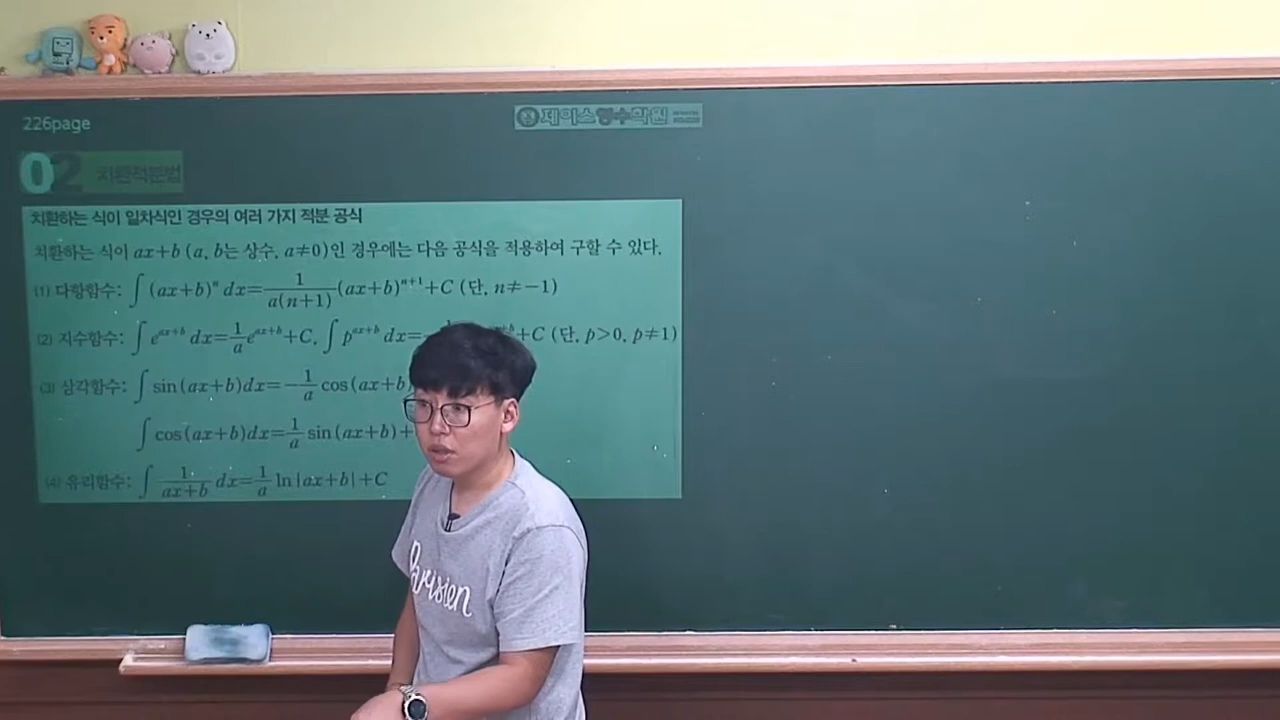 226page
제이스영수학원
02 치환적분법
치환하는 식이 일차식인 경우의 여러 가지 적분 공식
치환하는 식이 ax+b (a, b는 상수, a≠0)인 경우에는 다음 공식을 적용하여 구할 수 있다.
(1) 다항함수: ∫(ax+b)ⁿ dx=1/a(n+1) (ax+b)ⁿ⁺¹+C (단, n≠-1)
(2) 지수함수: ∫e^{ax+b} dx=1/a e^{ax+b}+C, ∫p^{ax+b} dx= +C (단, p>0, p≠1)
(3) 삼각함수: ∫sin(ax+b)dx=-1/a cos(ax+b)
∫cos(ax+b)dx=1/a sin(ax+b)+
(4) 유리함수: ∫1/ax+b dx=1/a ln|ax+b|+C
Parisien